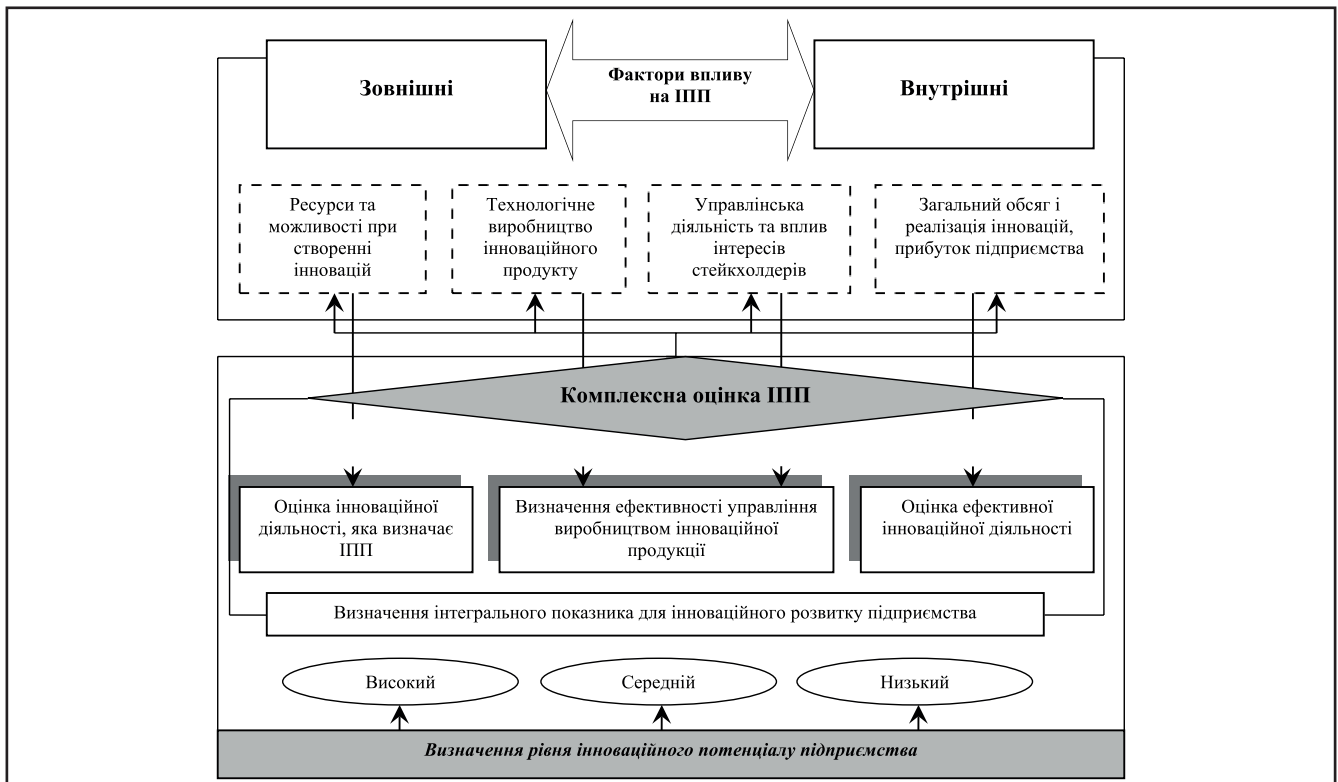 Зовнішні
Фактори впливу
на ІПП
Внутрішні
Ресурси та
можливості при
створенні
інновацій
Технологічне
виробництво
інноваційного
продукту
Управлінська
діяльність та вплив
інтересів
стейкхолдерів
Загальний обсяг і
реалізація інновацій,
прибуток підприємства
Комплексна оцінка ІПП
Оцінка інноваційної
діяльності, яка визначає
ІПП
Визначення ефективності управління
виробництвом інноваційної
продукції
Оцінка ефективної
інноваційної діяльності
Визначення інтегрального показника для інноваційного розвитку підприємства
Високий
Середній
Низький
Визначення рівня інноваційного потенціалу підприємства